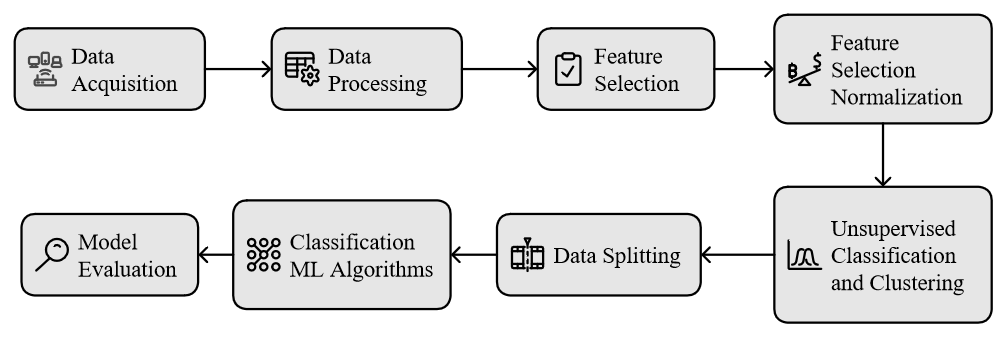 Data
Acquisition
Data
Processing
Feature
Selection
Feature
Selection
Normalization
Unsupervised
Classification
and Clustering
Data Splitting
Classification
ML Algorithms
Model
Evaluation